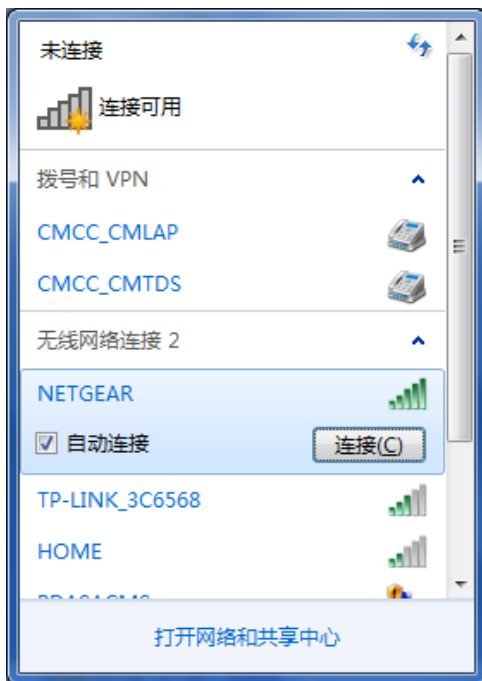 未连接
连接可用
拨号和 VPN
CMCC_CMLAP
CMCC_CMTDS
无线网络连接 2
NETGEAR
自动连接 连接(C)
TP-LINK_3C6568
HOME
打开网络和共享中心